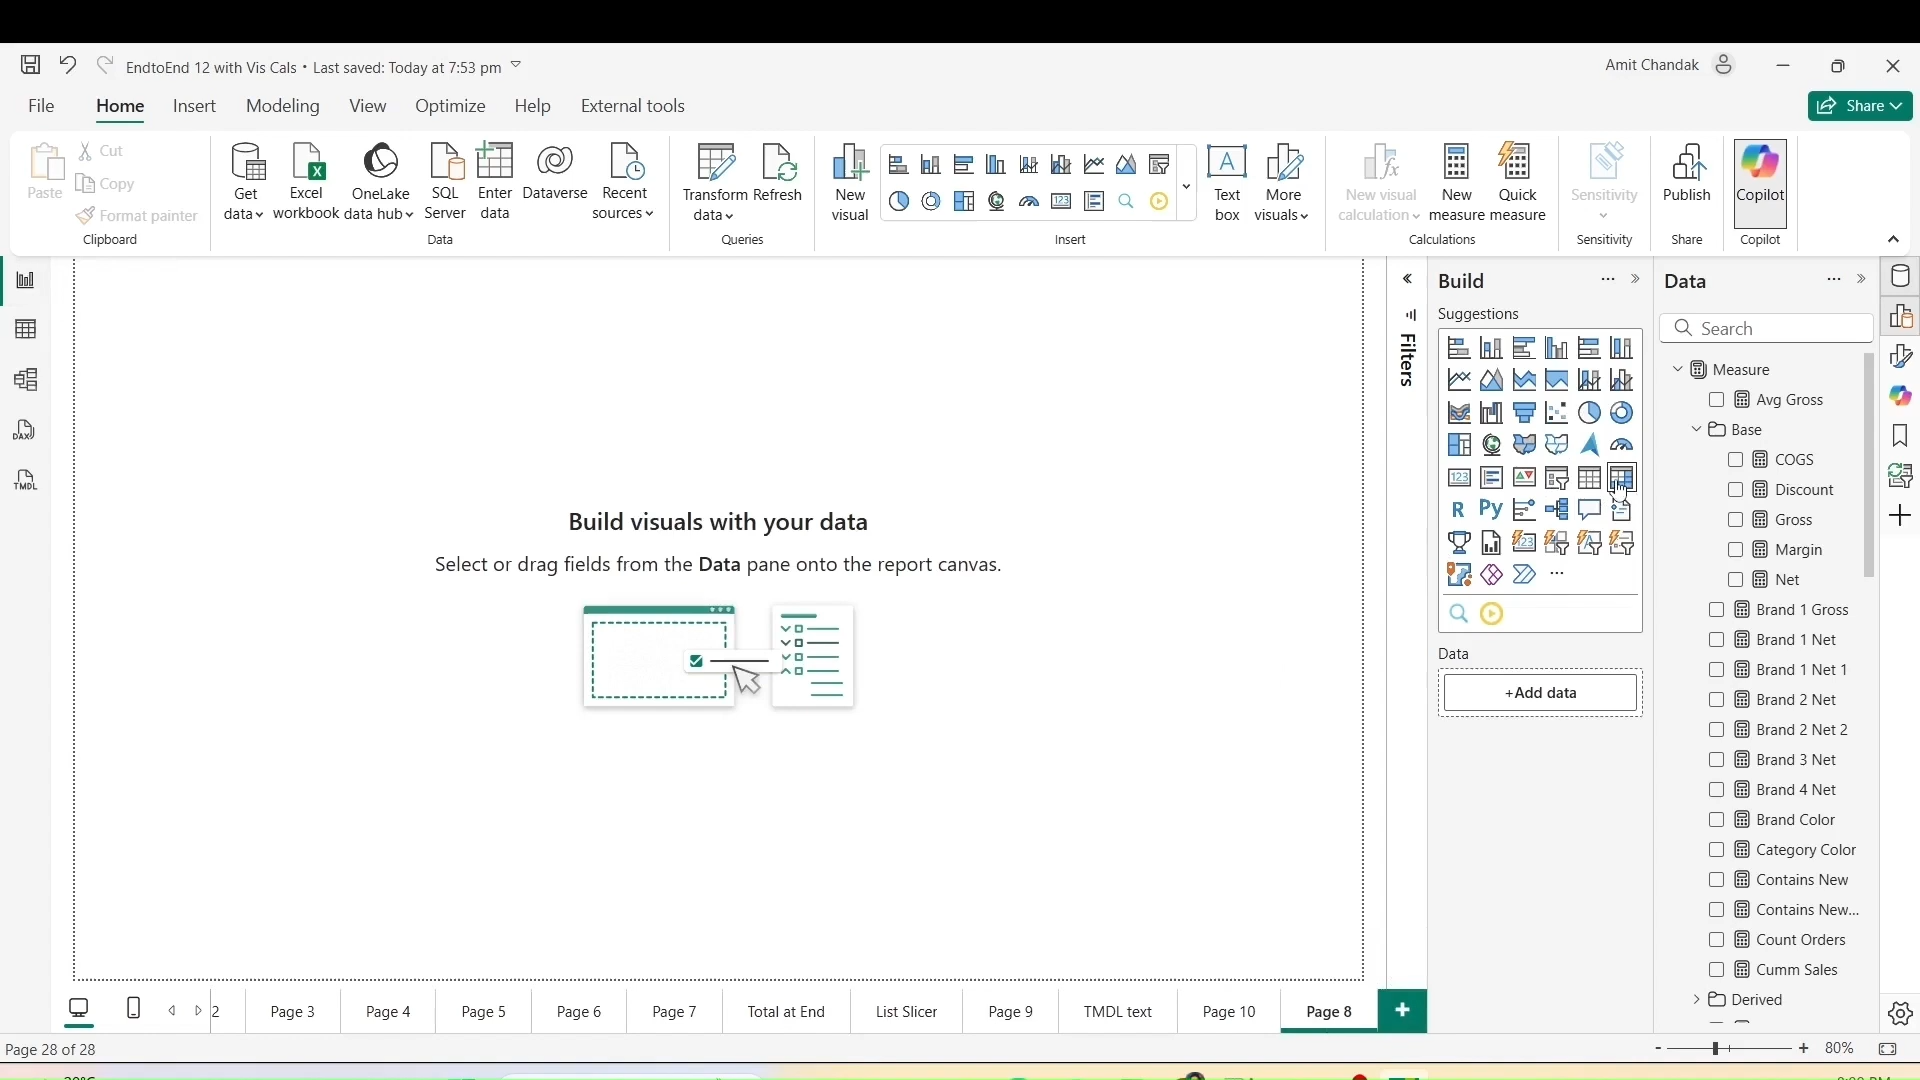 EndtoEnd 12 with Vis Cals • Last saved: Today at 7:53 pm
Amit Chandak
File
Home
Insert
Modeling
View
Optimize
Help
External tools
Share
Paste
Cut
Copy
Format painter
Clipboard
Get
data
Excel
workbook
OneLake
data hub
SQL
Server
Enter
data
Dataverse
Recent
sources
Data
Transform
data
Refresh
Queries
New
visual
Insert
A
Text
box
More
visuals
New visual
calculation
New
measure
Quick
measure
Calculations
Sensitivity
Sensitivity
Publish
Share
Copilot
Copilot
DAX
TMDL
Build visuals with your data
Select or drag fields from the Data pane onto the report canvas.
Filters
Build
Suggestions
123
R
Py
123
Data
+Add data
Data
Search
Measure
Avg Gross
Base
COGS
Discount
Gross
Margin
Net
Brand 1 Gross
Brand 1 Net
Brand 1 Net 1
Brand 2 Net
Brand 2 Net 2
Brand 3 Net
Brand 4 Net
Brand Color
Category Color
Contains New
Contains New...
Count Orders
Cumm Sales
Derived
2
Page 3
Page 4
Page 5
Page 6
Page 7
Total at End
List Slicer
Page 9
TMDL text
Page 10
Page 8
+
Page 28 of 28
- + 80%